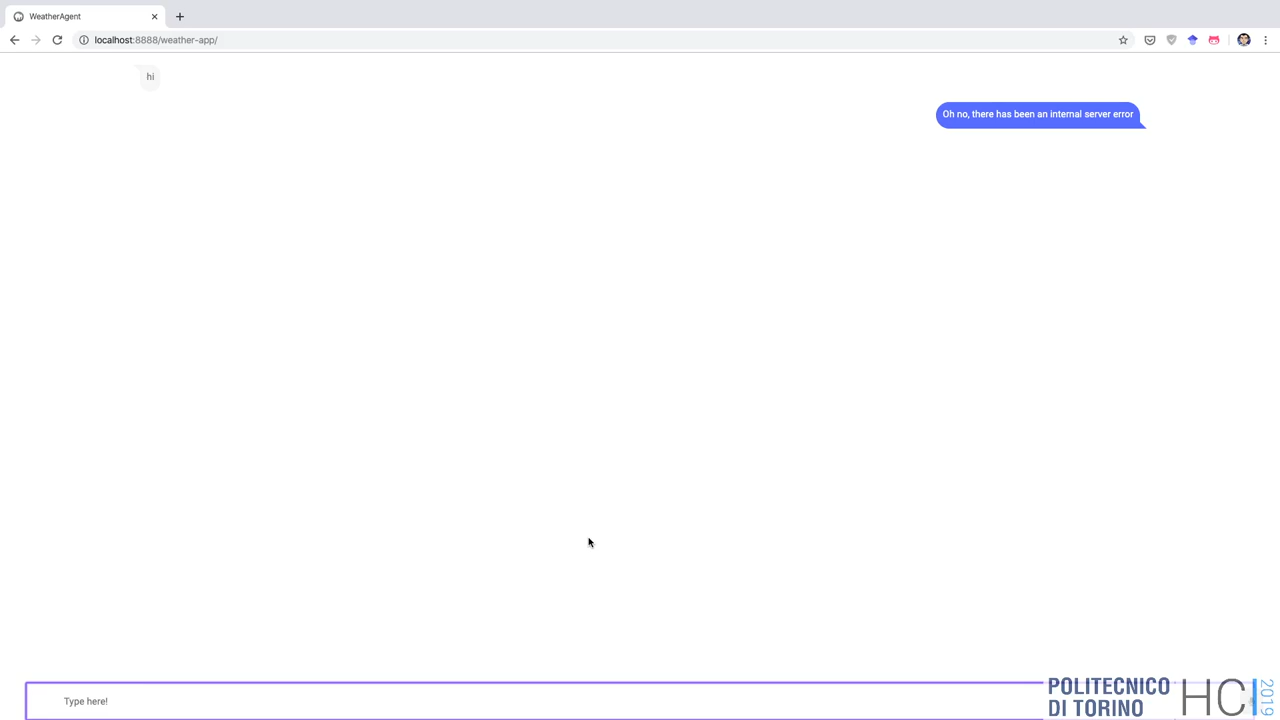 WeatherAgent
localhost:8888/weather-app/
hi
Oh no, there has been an internal server error
Type here!
POLITECNICO
DI TORINO
HCI
2019